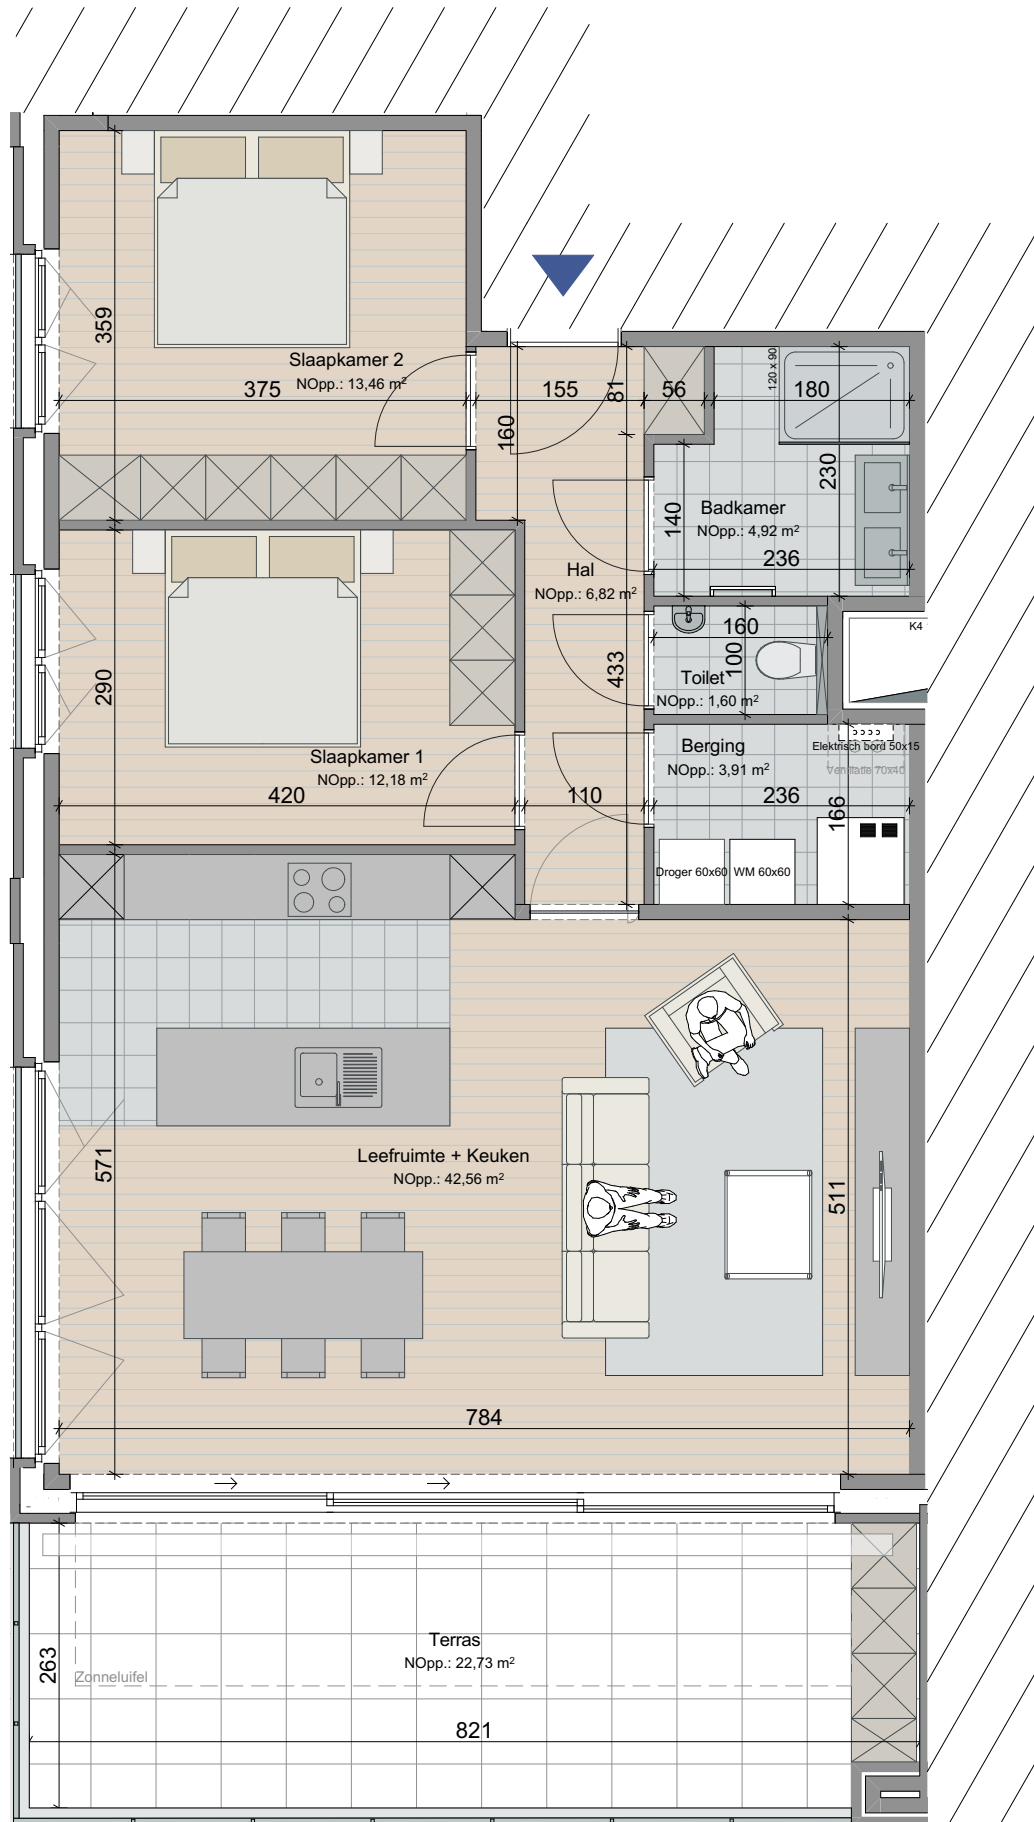 359
Slaapkamer 2
NOpp.: 13,46 m²
375
155
160
81
56
120 x 90
180
230
140
Badkamer
NOpp.: 4,92 m²
236
Hal
NOpp.: 6,82 m²
433
160
100
Toilet
NOpp.: 1,60 m²
K4
290
Slaapkamer 1
NOpp.: 12,18 m²
420
110
Berging
NOpp.: 3,91 m²
Elektrisch bord 50x15
Ventilatie 70x40
236
166
Droger 60x60
WM 60x60
571
Leefruimte + Keuken
NOpp.: 42,56 m²
511
784
263
Terras
NOpp.: 22,73 m²
Zonneluifel
821